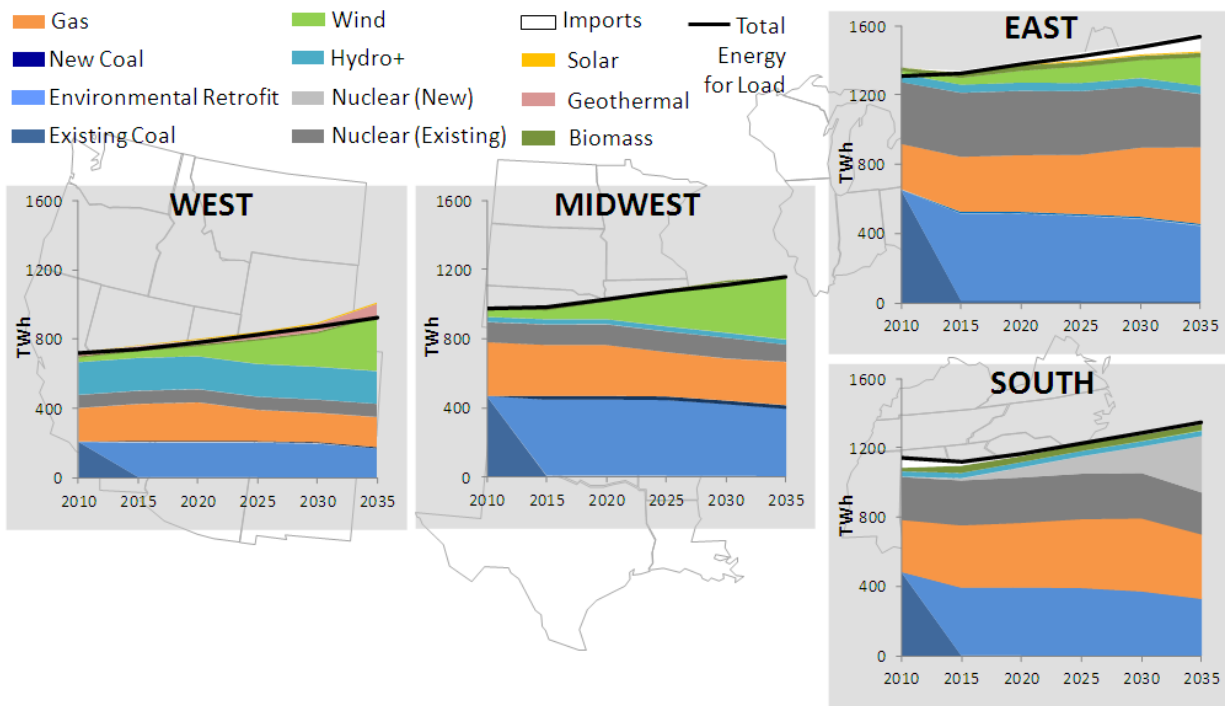 Gas
Wind
Imports
Total Energy for Load
New Coal
Hydro+
Solar
Environmental Retrofit
Nuclear (New)
Geothermal
Existing Coal
Nuclear (Existing)
Biomass
EAST
TWh
1600
1200
800
400
0
2010 2015 2020 2025 2030 2035
WEST
TWh
1600
1200
800
400
0
2010 2015 2020 2025 2030 2035
MIDWEST
TWh
1600
1200
800
400
0
2010 2015 2020 2025 2030 2035
SOUTH
TWh
1600
1200
800
400
0
2010 2015 2020 2025 2030 2035